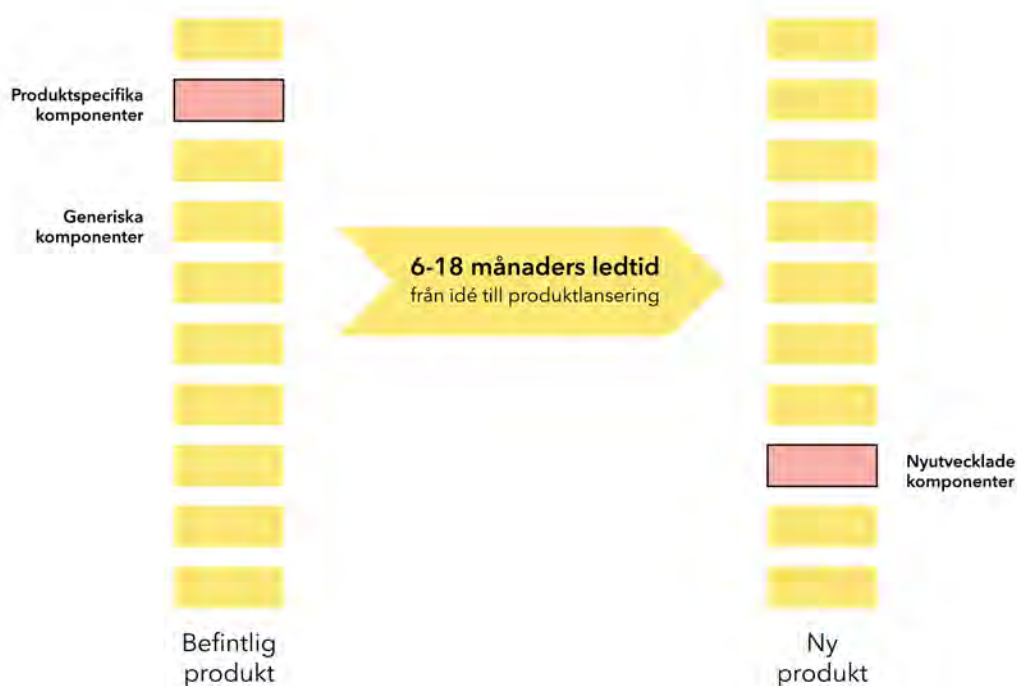 Produktspecifika
komponenter
Generiska
komponenter
6-18 månaders ledtid
från idé till produktlansering
Nyutvecklade
komponenter
Befintlig
produkt
Ny
produkt